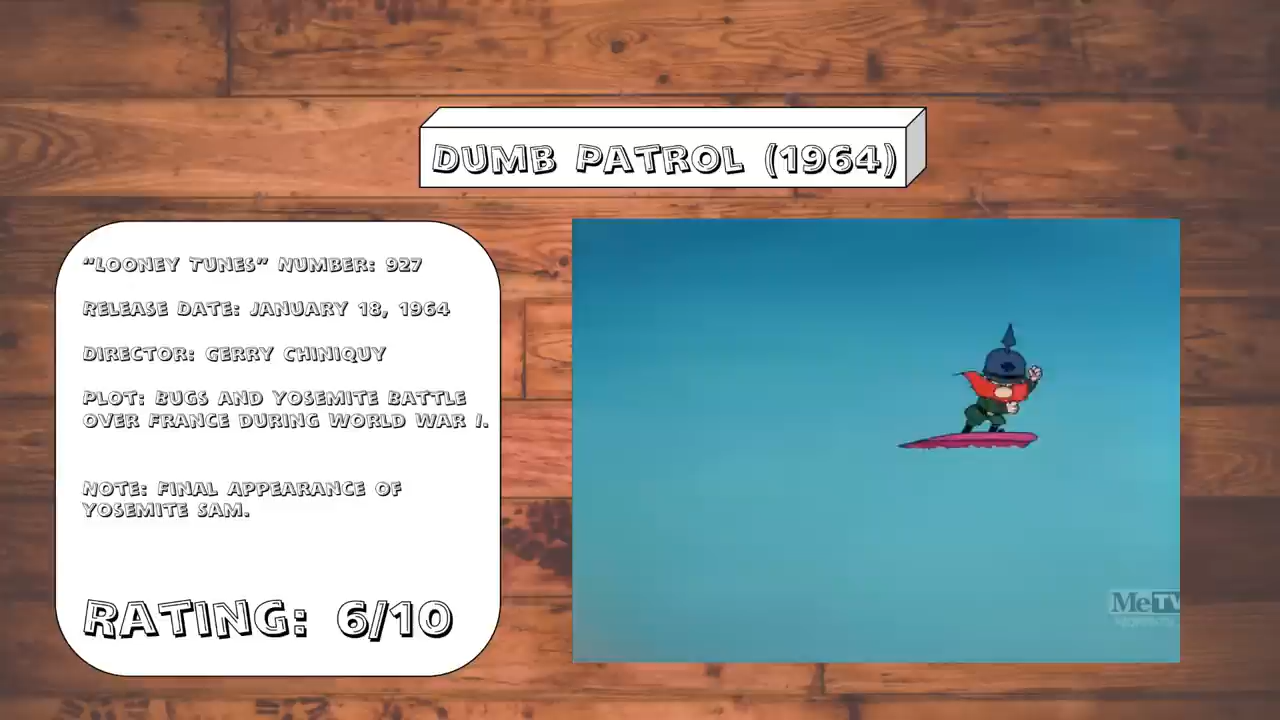 DUMB PATROL (1964)
"LOONEY TUNES" NUMBER: 927
RELEASE DATE: JANUARY 18, 1964
DIRECTOR: GERRY CHINIQUY
PLOT: BUGS AND YOSEMITE BATTLE
OVER FRANCE DURING WORLD WAR I.
NOTE: FINAL APPEARANCE OF
YOSEMITE SAM.
RATING: 6/10
MeTV